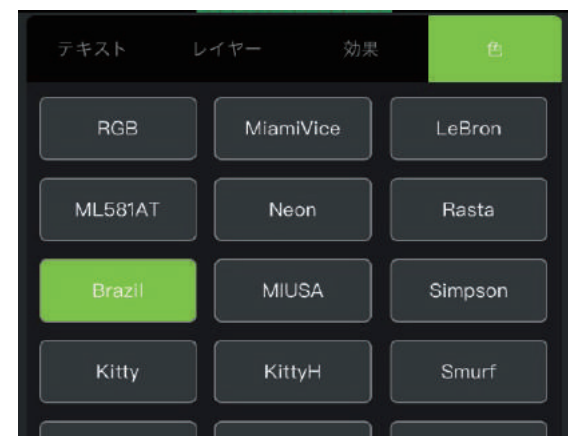 テキスト レイヤー 効果 色
RGB MiamiVice LeBron
ML581AT Neon Rasta
Brazil MIUSA Simpson
Kitty KittyH Smurf